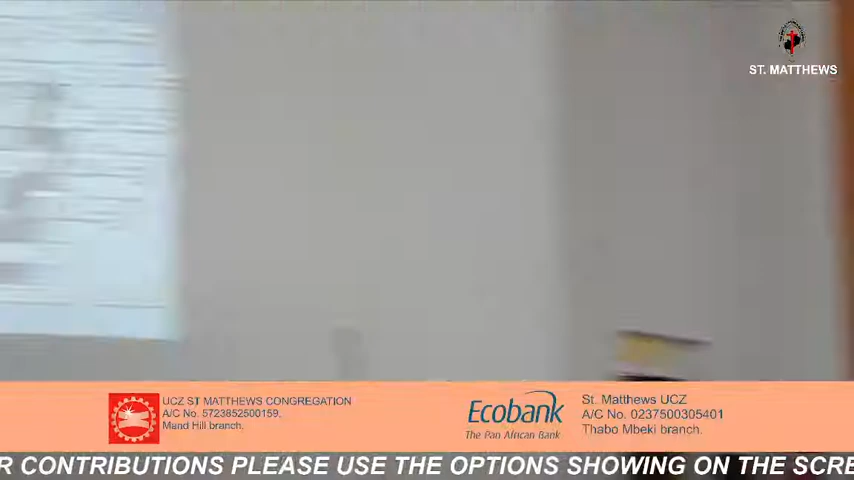 ST. MATTHEWS
UCZ ST MATTHEWS CONGREGATION
A/C No. 5723852500159.
Mand Hill branch.
Ecobank
The Pan African Bank
St. Matthews UCZ
A/C No. 0237500305401
Thabo Mbeki branch.
R CONTRIBUTIONS PLEASE USE THE OPTIONS SHOWING ON THE SCRE